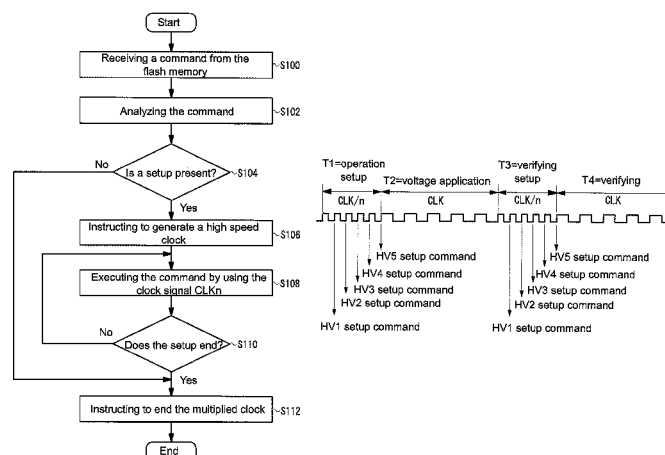 Start
Receiving a command from the
flash memory
S100
Analyzing the command
S102
No
Is a setup present?
S104
Yes
Instructing to generate a high speed
clock
S106
Executing the command by using the
clock signal CLKn
S108
No
Does the setup end?
S110
Yes
Instructing to end the multiplied clock
S112
End
T1=operation
setup
T2=voltage application
T3=verifying
setup
T4=verifying
CLK/n
CLK
CLK/n
CLK
HV5 setup command
HV4 setup command
HV3 setup command
HV2 setup command
HV1 setup command
HV5 setup command
HV4 setup command
HV3 setup command
HV2 setup command
HV1 setup command